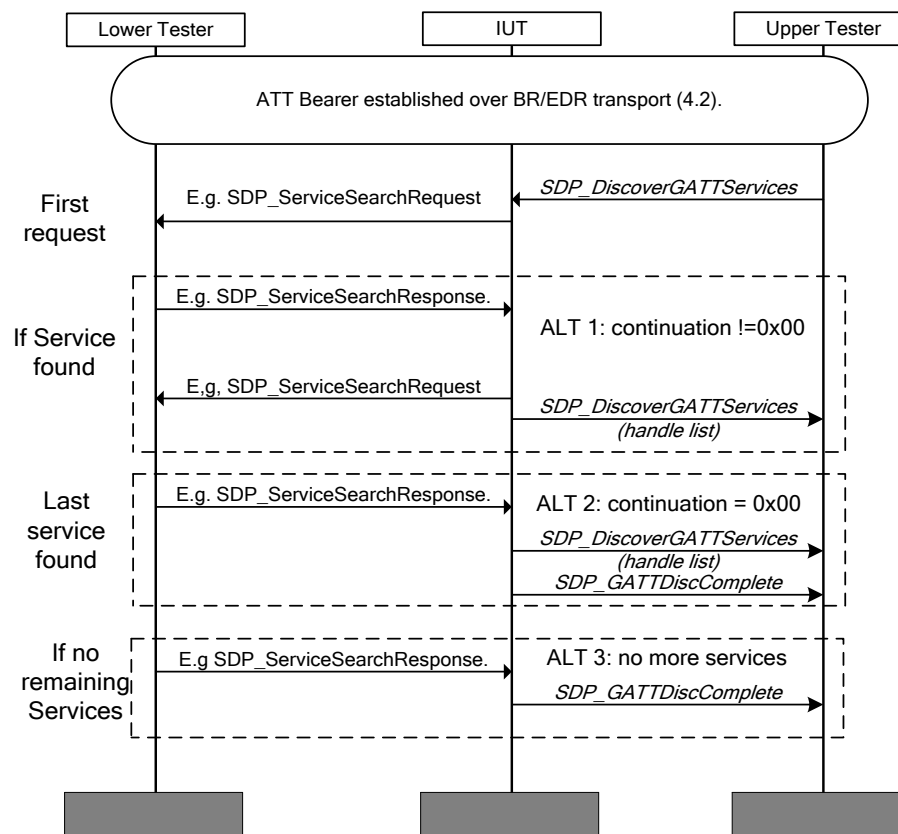 Lower Tester
IUT
Upper Tester
ATT Bearer established over BR/EDR transport (4.2).
First
request
E.g. SDP_ServiceSearchRequest
SDP_DiscoverGATTServices
If Service
found
E.g. SDP_ServiceSearchResponse.
ALT 1: continuation !=0x00
E,g, SDP_ServiceSearchRequest
SDP_DiscoverGATTServices
(handle list)
Last
service
found
E.g. SDP_ServiceSearchResponse.
ALT 2: continuation = 0x00
SDP_DiscoverGATTServices
(handle list)
SDP_GATTDiscComplete
If no
remaining
Services
E.g SDP_ServiceSearchResponse.
ALT 3: no more services
SDP_GATTDiscComplete